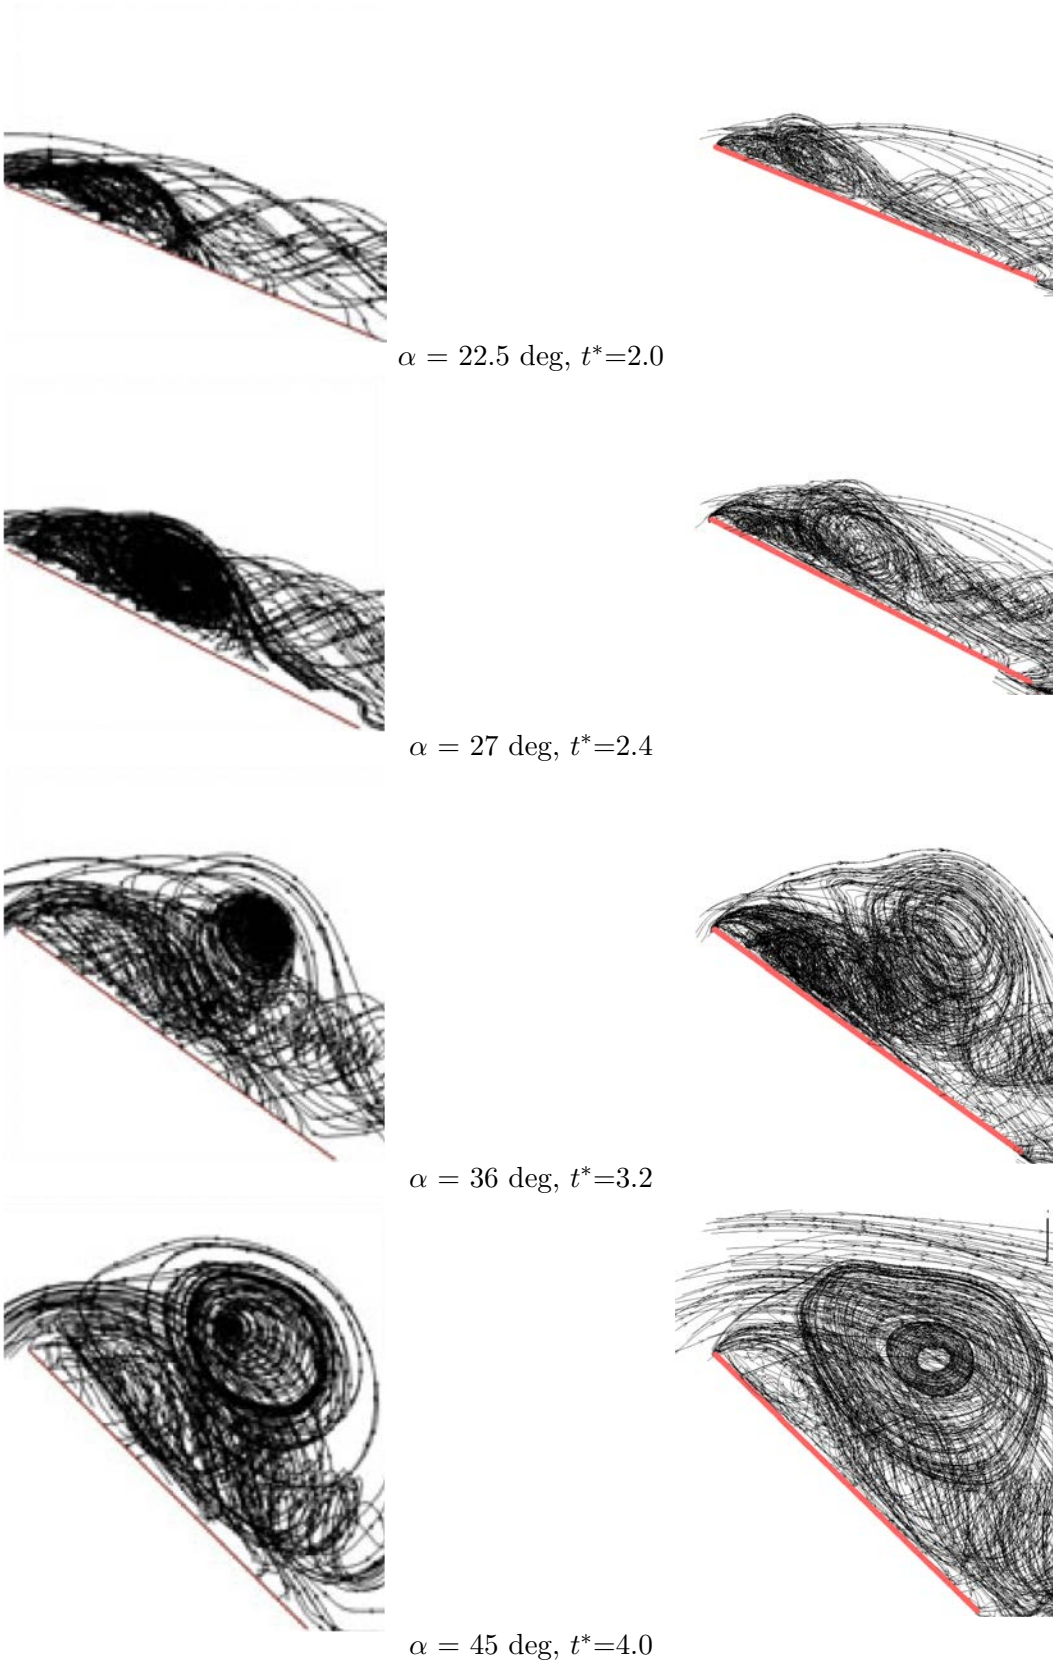 α = 22.5 deg, t*=2.0
α = 27 deg, t*=2.4
α = 36 deg, t*=3.2
α = 45 deg, t*=4.0